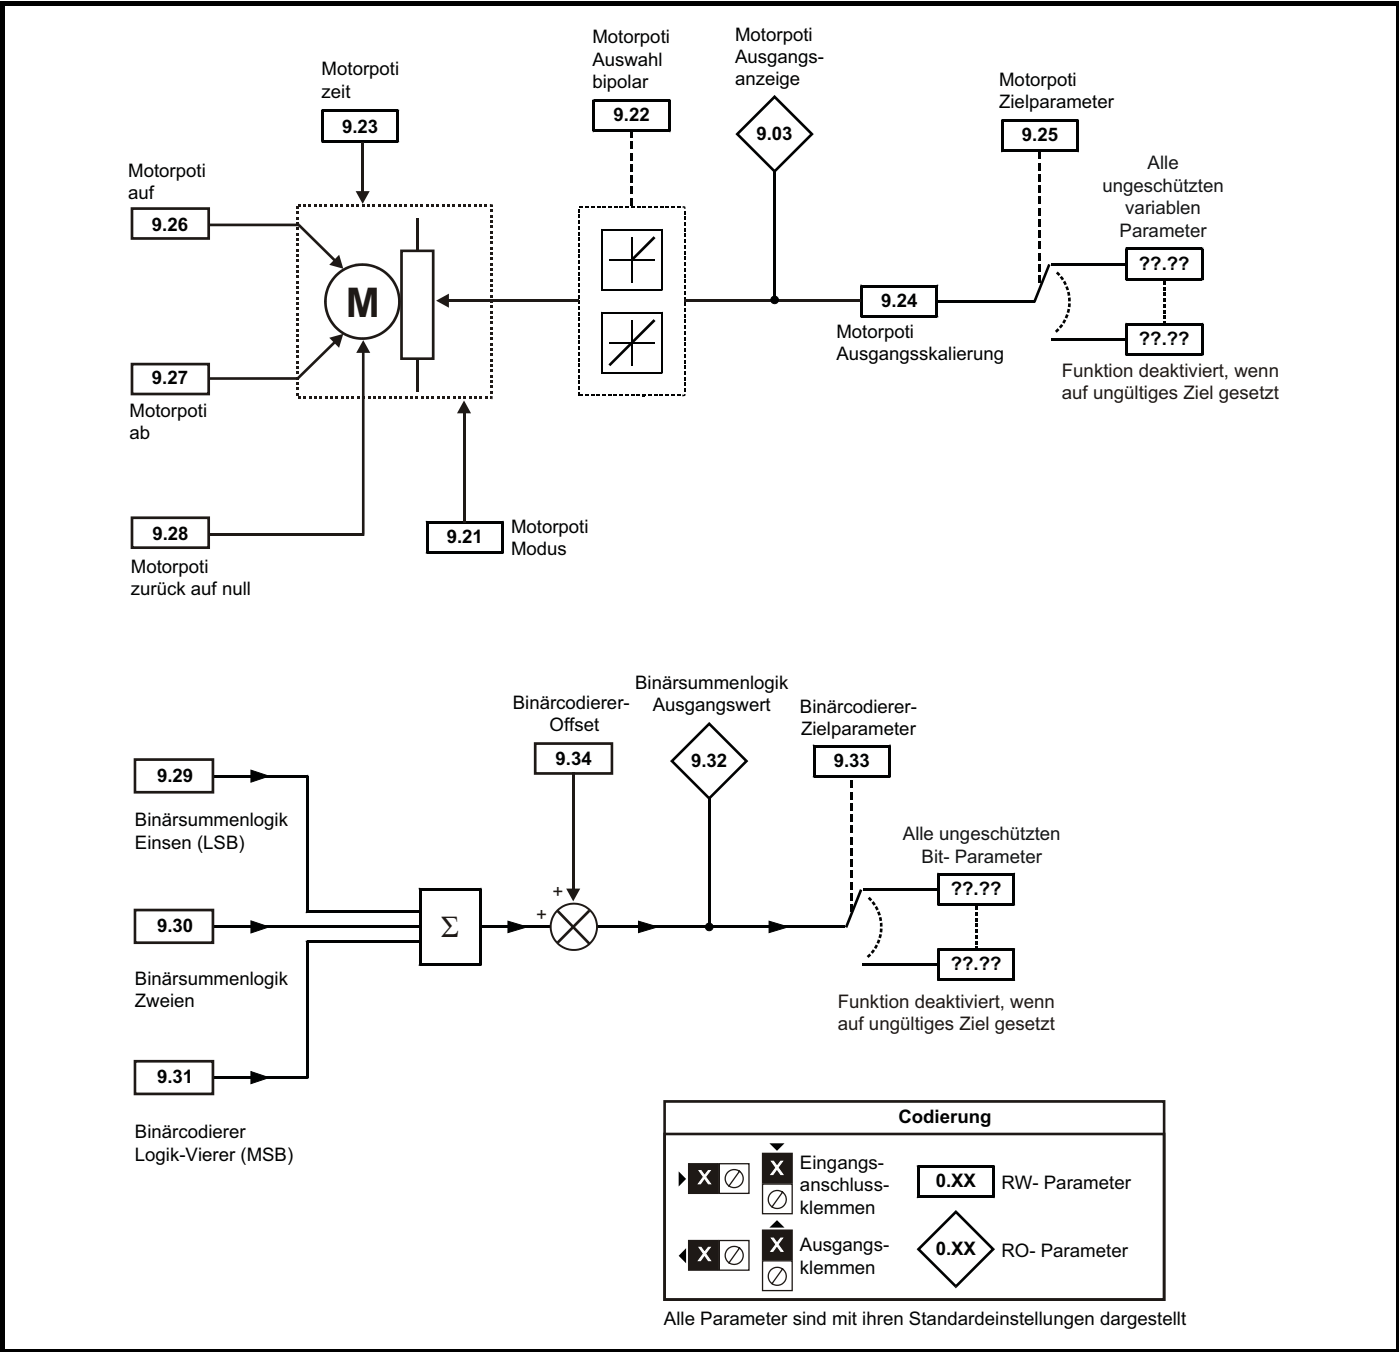 Motorpoti
zeit
9.23
Motorpoti
Auswahl
bipolar
9.22
Motorpoti
Ausgangs-
anzeige
9.03
Motorpoti
Zielparameter
9.25
Alle
ungeschützten
variablen
Parameter
??.??
??.??
Funktion deaktiviert, wenn
auf ungültiges Ziel gesetzt
Motorpoti
auf
9.26
M
9.24
Motorpoti
Ausgangsskalierung
9.27
Motorpoti
ab
9.28
Motorpoti
zurück auf null
9.21
Motorpoti
Modus
Binärcodierer-
Offset
9.34
Binärsummenlogik
Ausgangswert
9.32
Binärcodierer-
Zielparameter
9.33
9.29
Binärsummenlogik
Einsen (LSB)
9.30
Binärsummenlogik
Zweien
9.31
Binärcodierer
Logik-Vierer (MSB)
Σ
+
+
Alle ungeschützten
Bit- Parameter
??.??
??.??
Funktion deaktiviert, wenn
auf ungültiges Ziel gesetzt
Codierung
X
X
Eingangs-
anschluss-
klemmen
0.XX
RW- Parameter
X
X
Ausgangs-
klemmen
0.XX
RO- Parameter
Alle Parameter sind mit ihren Standardeinstellungen dargestellt